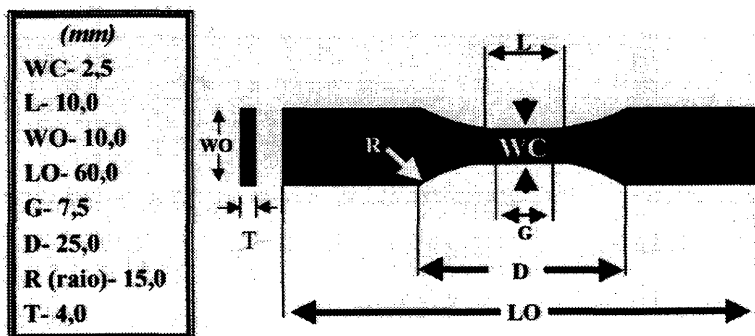 (mm)
WC- 2,5
L- 10,0
WO- 10,0
LO- 60,0
G- 7,5
D- 25,0
R (raio)- 15,0
T- 4,0
L
WO
R
WC
T
G
D
LO